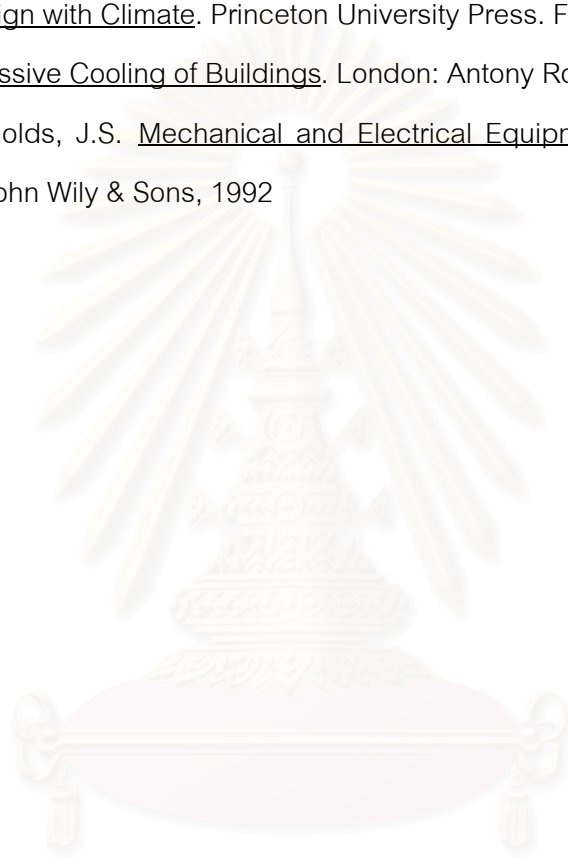 ign with Climate. Princeton University Press. F
ssive Cooling of Buildings. London: Antony Ro
olds, J.S. Mechanical and Electrical Equipn
ohn Wily & Sons, 1992